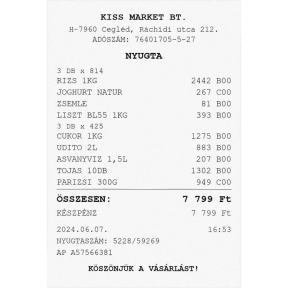 KISS MARKET BT.
H-7960 Cegléd, Ráchidi utca 212.
ADÓSZÁM: 76401705-5-27
NYUGTA
3 DB x 814
RIZS 1KG 2442 B00
JOGHURT NATUR 267 C00
ZSEMLE 81 B00
LISZT BL55 1KG 393 B00
3 DB x 425
CUKOR 1KG 1275 B00
UDITO 2L 883 B00
ASVANYVIZ 1,5L 207 B00
TOJAS 10DB 1302 B00
PARIZSI 300G 949 C00
ÖSSZESEN: 7 799 Ft
KÉSZPÉNZ 7 799 Ft
2024.06.07. 16:53
NYUGTASZÁM: 5228/59269
AP A57566381
KÖSZÖNJÜK A VÁSÁRLÁST!